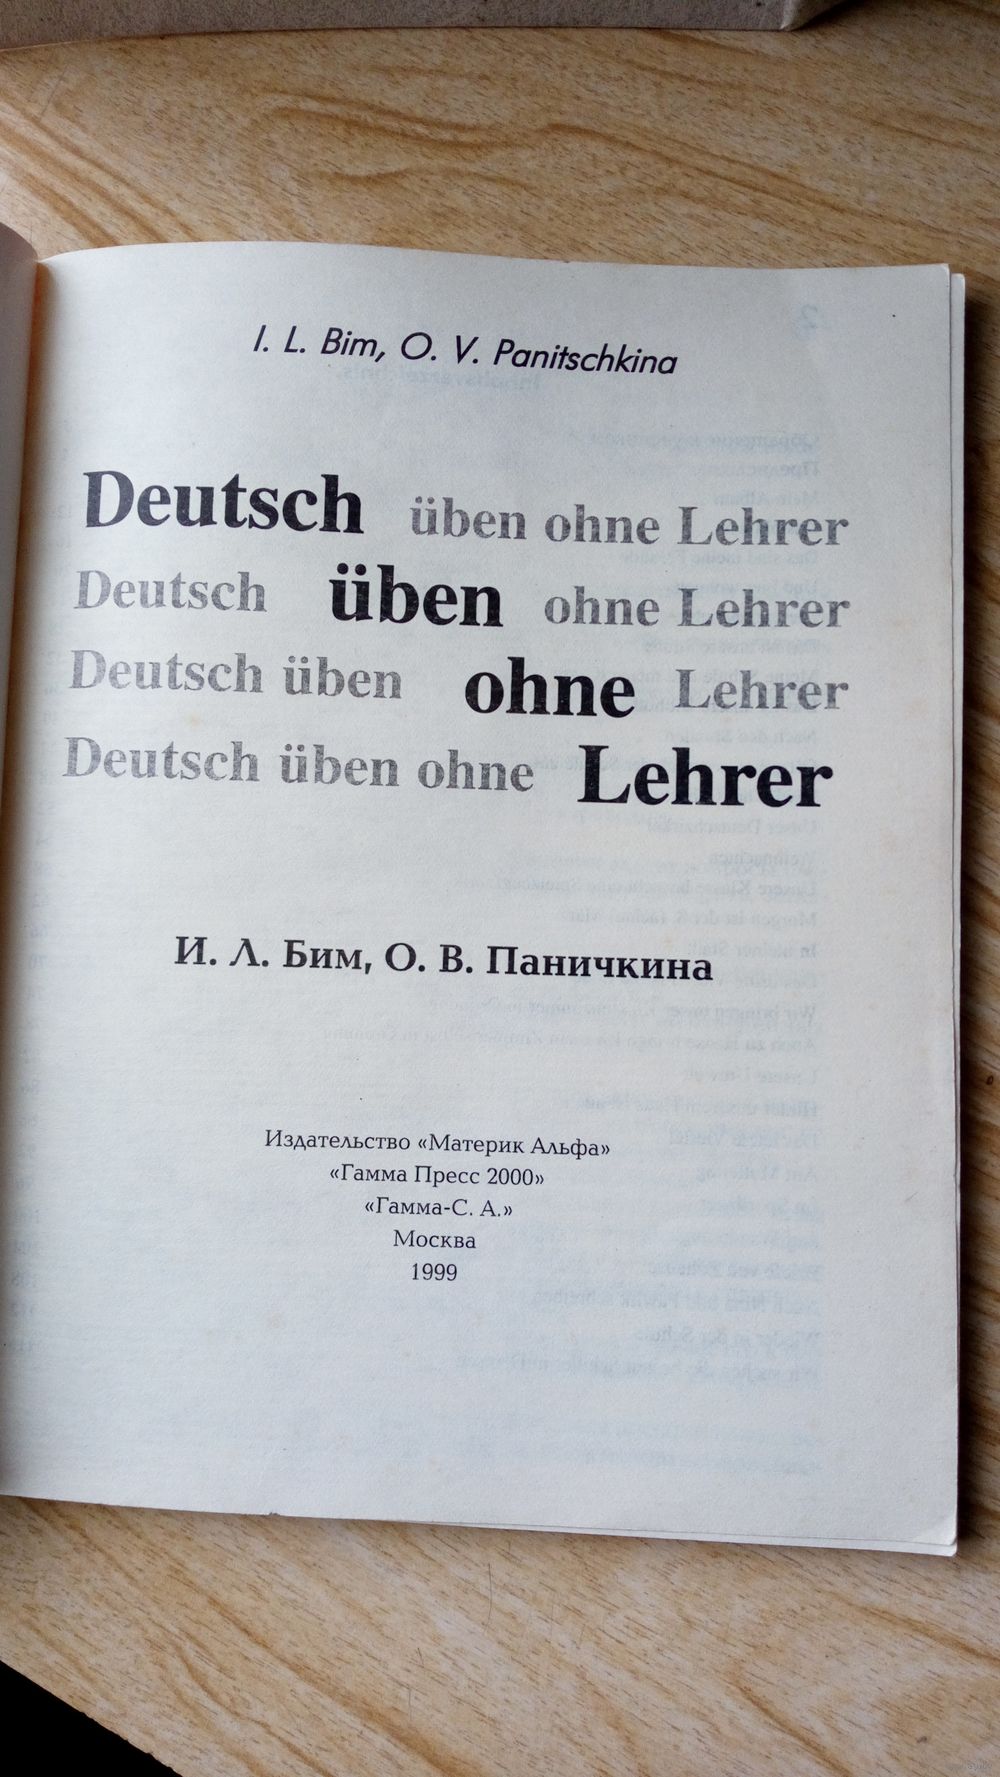 I. L. Bim, O. V. Panitschkina
Deutsch üben ohne Lehrer
Deutsch üben ohne Lehrer
Deutsch üben ohne Lehrer
Deutsch üben ohne Lehrer
И. Л. Бим, О. В. Паничкина
Издательство «Материк Альфа»
«Гамма Пресс 2000»
«Гамма-С. А.»
Москва
1999